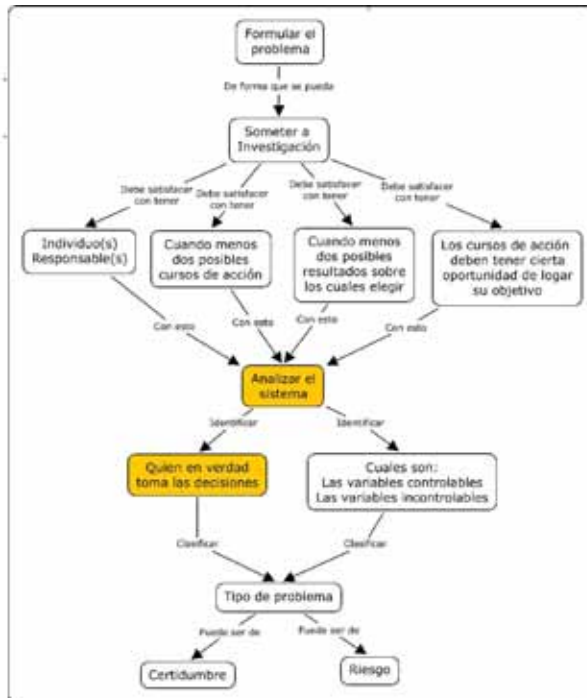 Formular el
problema
De forma que se pueda
Someter a
Investigación
Debe satisfacer
con tener
Debe satisfacer
con tener
Debe satisfacer
con tener
Debe satisfacer
con tener
Individuo(s)
Responsable(s)
Cuando menos
dos posibles
cursos de acción
Cuando menos
dos posibles
resultados sobre
los cuales elegir
Los cursos de acción
deben tener cierta
oportunidad de logar
su objetivo
Con esto
Con esto
Con esto
Con esto
Analizar el
sistema
Identificar
Identificar
Quien en verdad
toma las decisiones
Cuales son:
Las variables controlables
Las variables incontrolables
Clasificar
Clasificar
Tipo de problema
Puede ser de
Puede ser de
Certidumbre
Riesgo